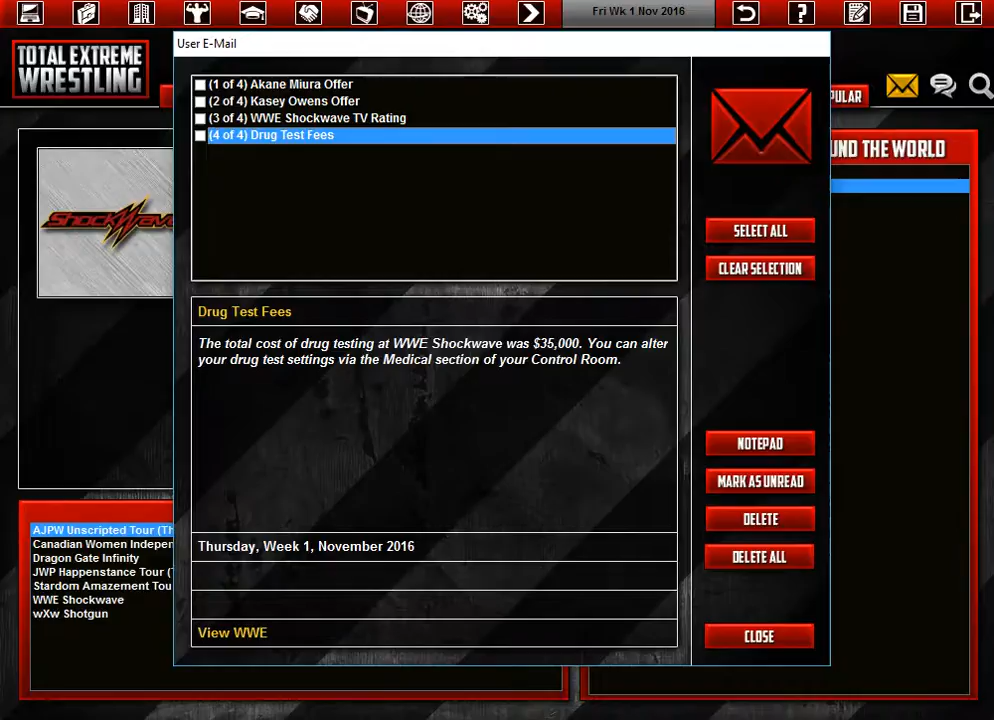 Fri Wk 1 Nov 2016
User E-Mail
TOTAL EXTREME
WRESTLING
(1 of 4) Akane Miura Offer
(2 of 4) Kasey Owens Offer
(3 of 4) WWE Shockwave TV Rating
(4 of 4) Drug Test Fees
PULAR
UND THE WORLD
SHOCKWAVE
SELECT ALL
CLEAR SELECTION
Drug Test Fees
The total cost of drug testing at WWE Shockwave was $35,000. You can alter
your drug test settings via the Medical section of your Control Room.
NOTEPAD
MARK AS UNREAD
DELETE
DELETE ALL
Thursday, Week 1, November 2016
AJPW Unscripted Tour (Th
Canadian Women Indepen
Dragon Gate Infinity
JWP Happenstance Tour (
Stardom Amazement Tou
WWE Shockwave
wXw Shotgun
View WWE
CLOSE